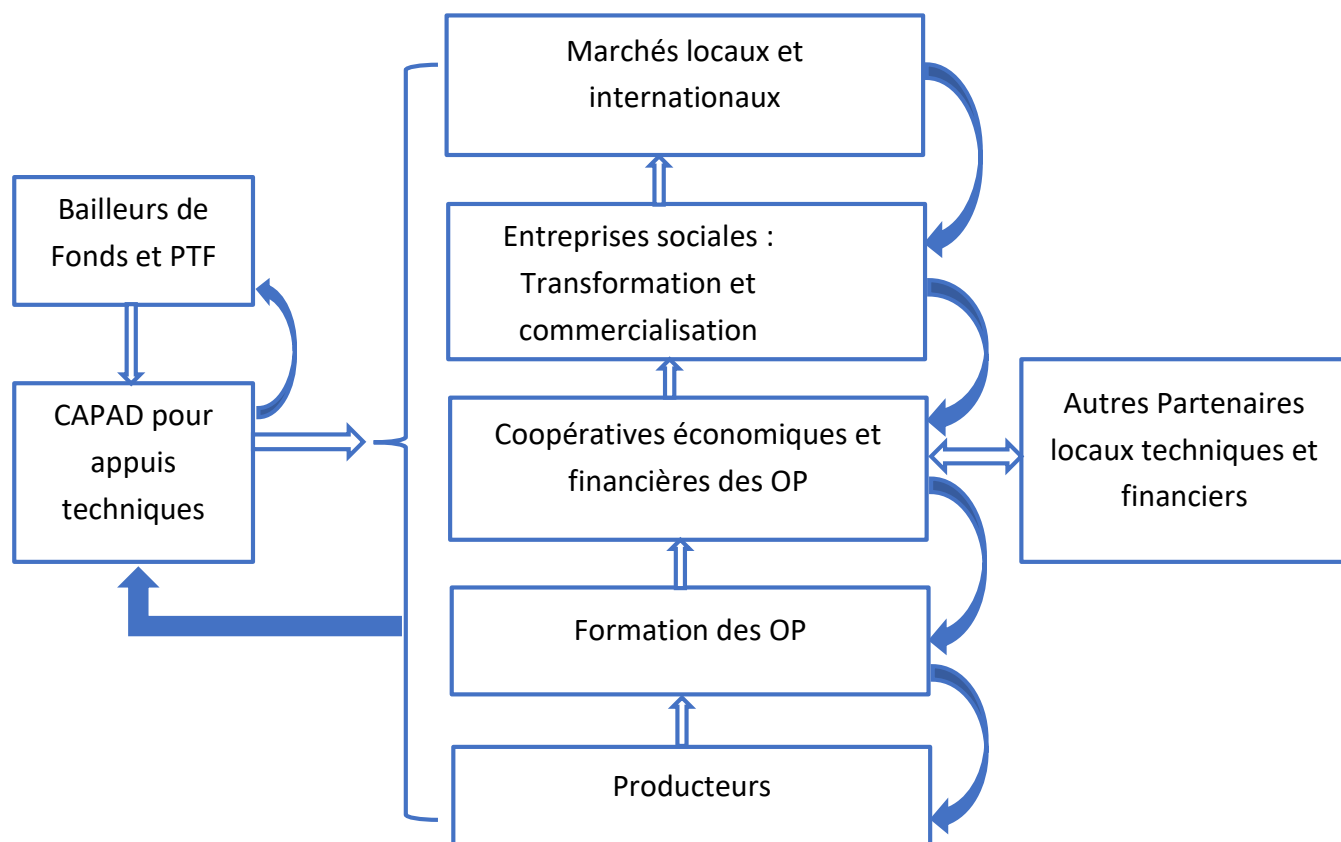 Marchés locaux et
internationaux
Bailleurs de
Fonds et PTF
Entreprises sociales :
Transformation et
commercialisation
CAPAD pour
appuis
techniques
Coopératives économiques et
financières des OP
Autres Partenaires
locaux techniques et
financiers
Formation des OP
Producteurs